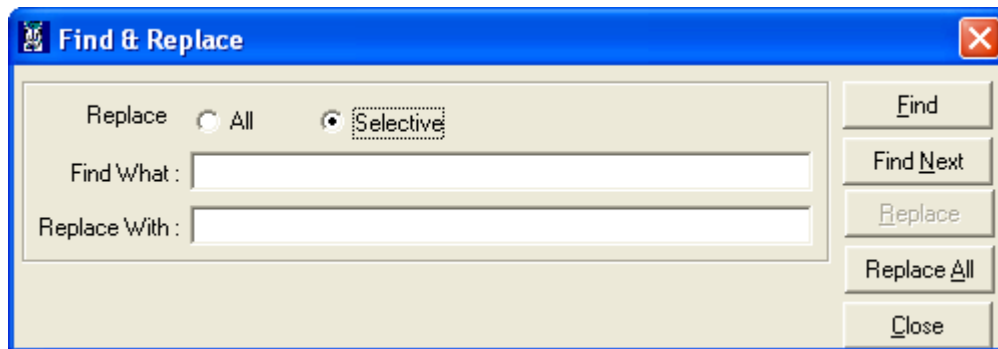 Find & Replace
Replace All Selective
Find What :
Replace With :
Find
Find Next
Replace
Replace All
Close